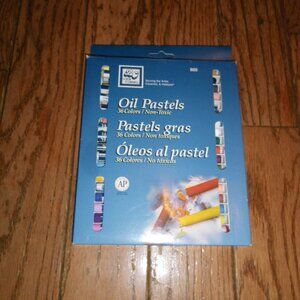 Oil Pastels
36 Colors / Non-Toxic
Pastels gras
36 Colors / Non toxiques
Óleos al pastel
36 Colors / No tóxicos
AP